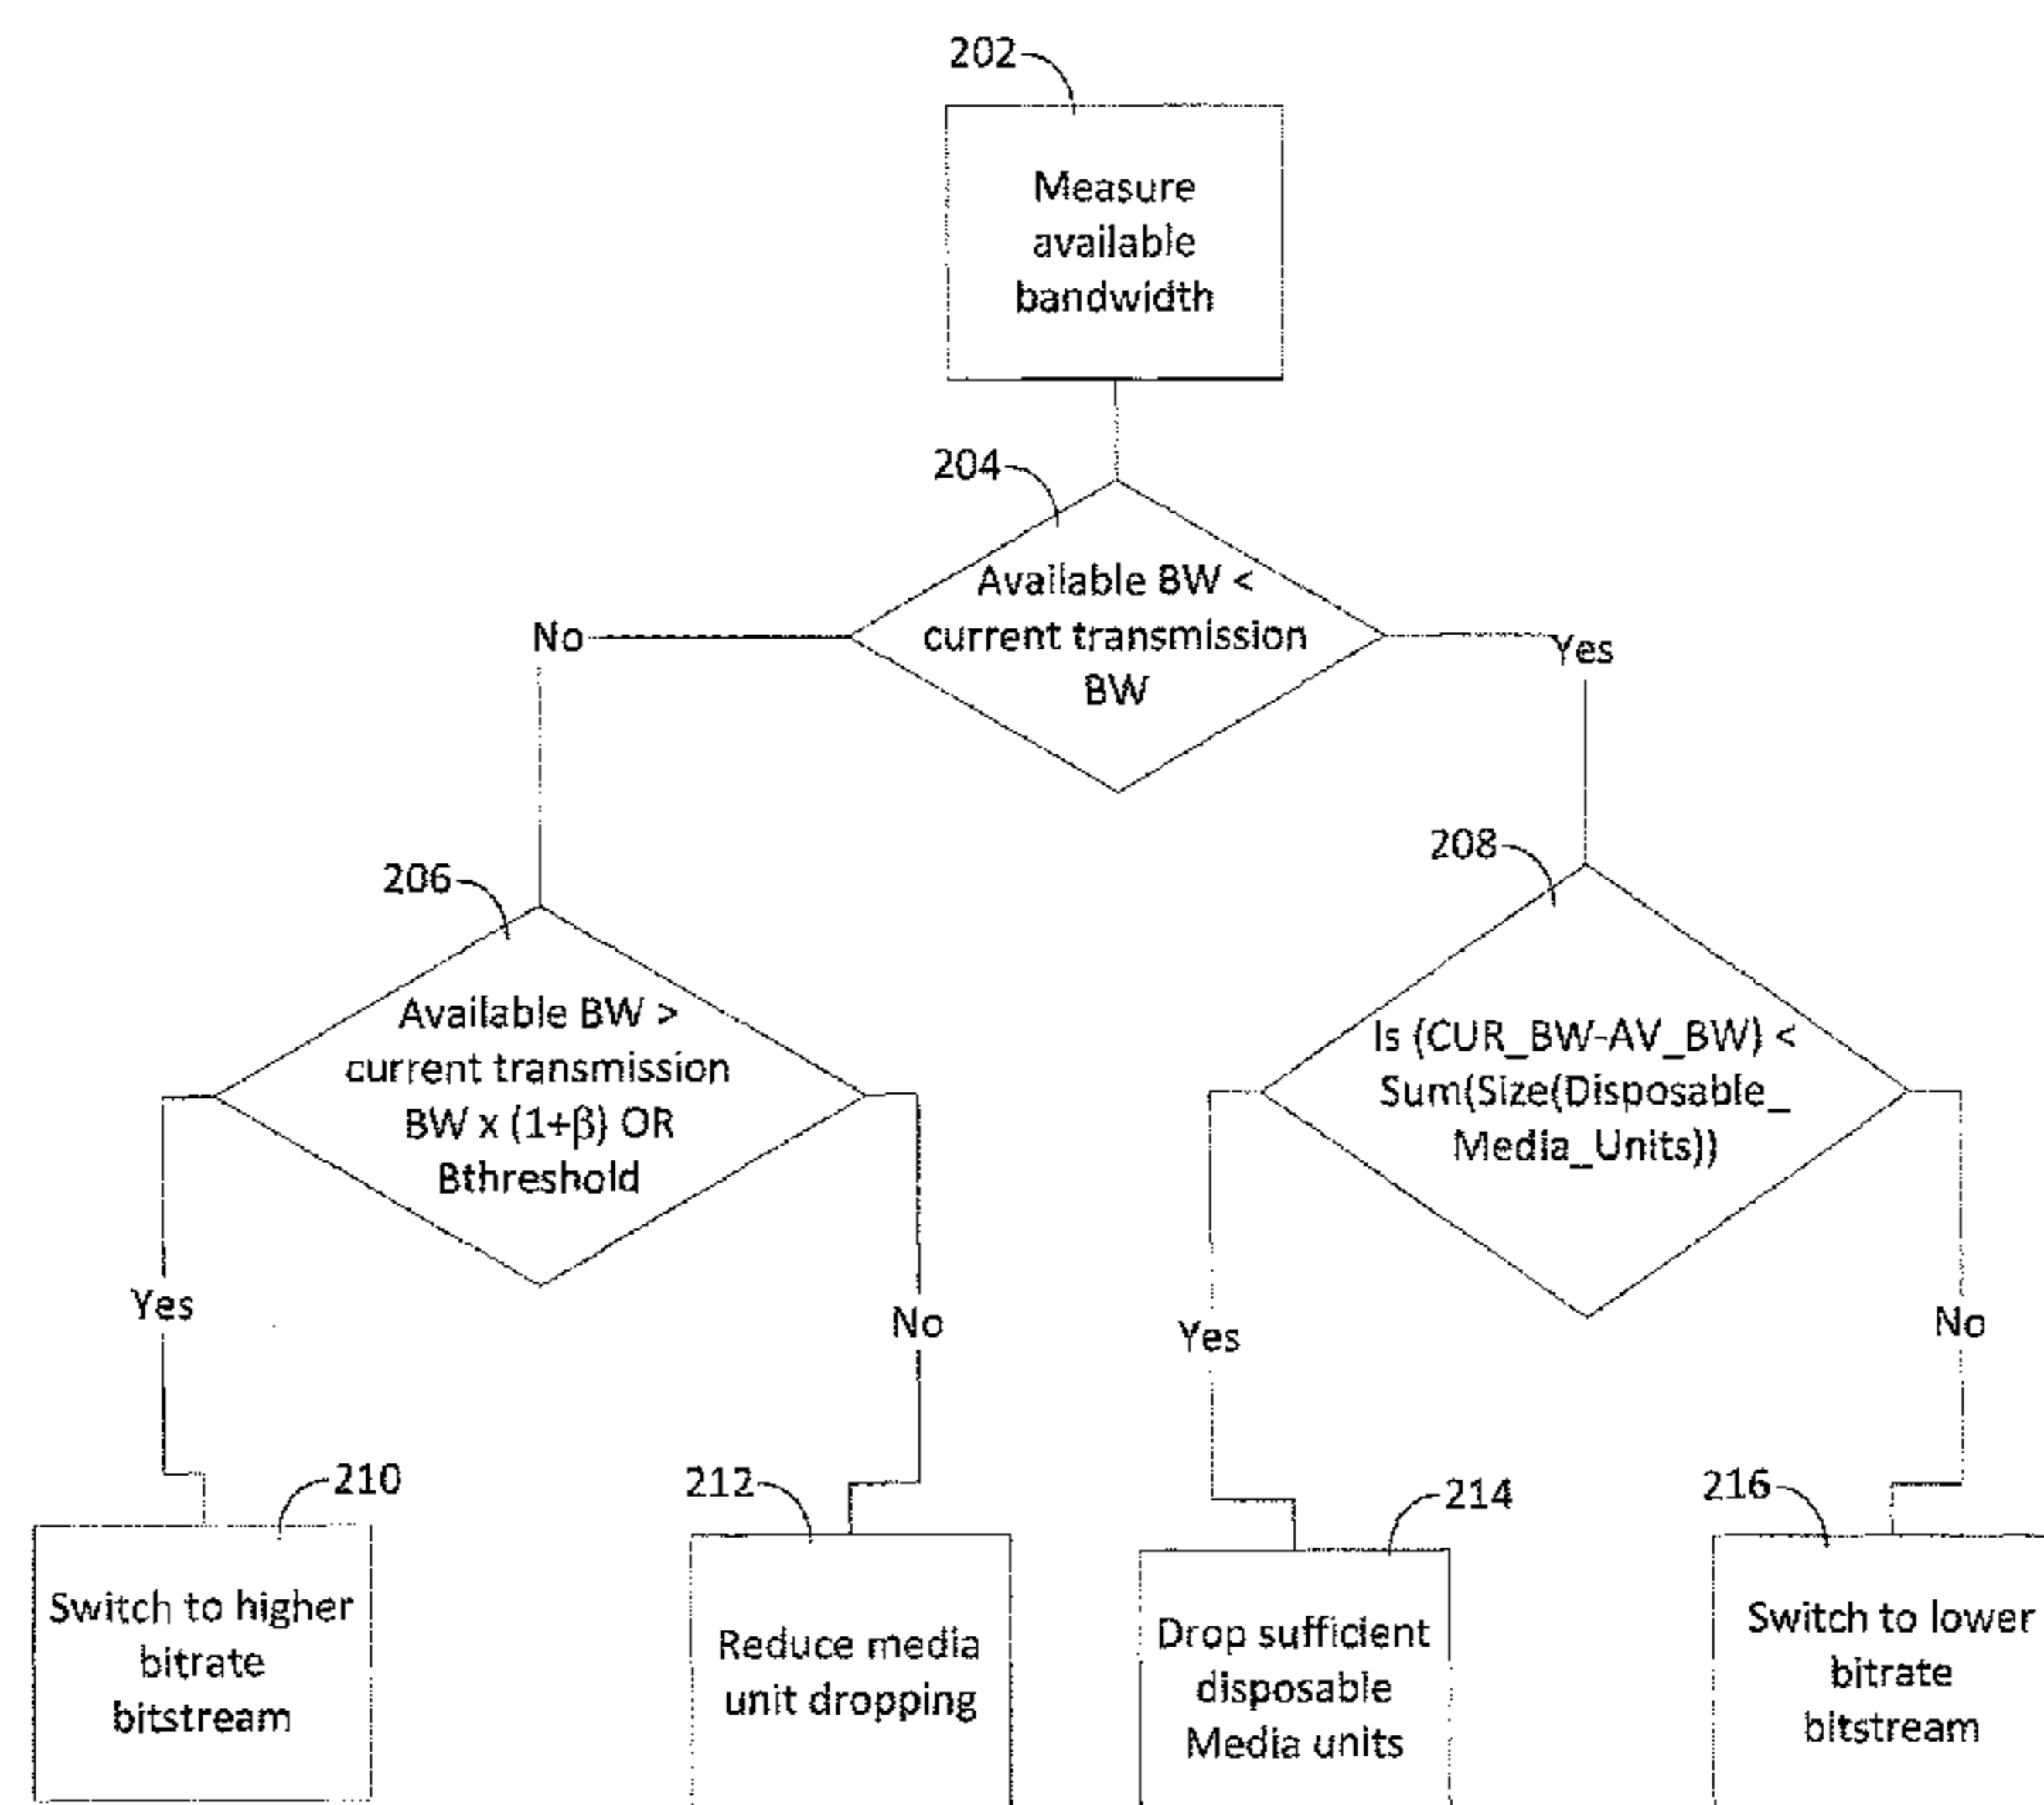 202
Measure
available
bandwidth
204
Available BW <
current transmission
BW
No
Yes
206
Available BW >
current transmission
BW x (1+β) OR
Bthreshold
208
Is (CUR_BW-AV_BW) <
Sum(Size(Disposable_
Media_Units))
Yes
No
Yes
No
210
Switch to higher
bitrate
bitstream
212
Reduce media
unit dropping
214
Drop sufficient
disposable
Media units
216
Switch to lower
bitrate
bitstream